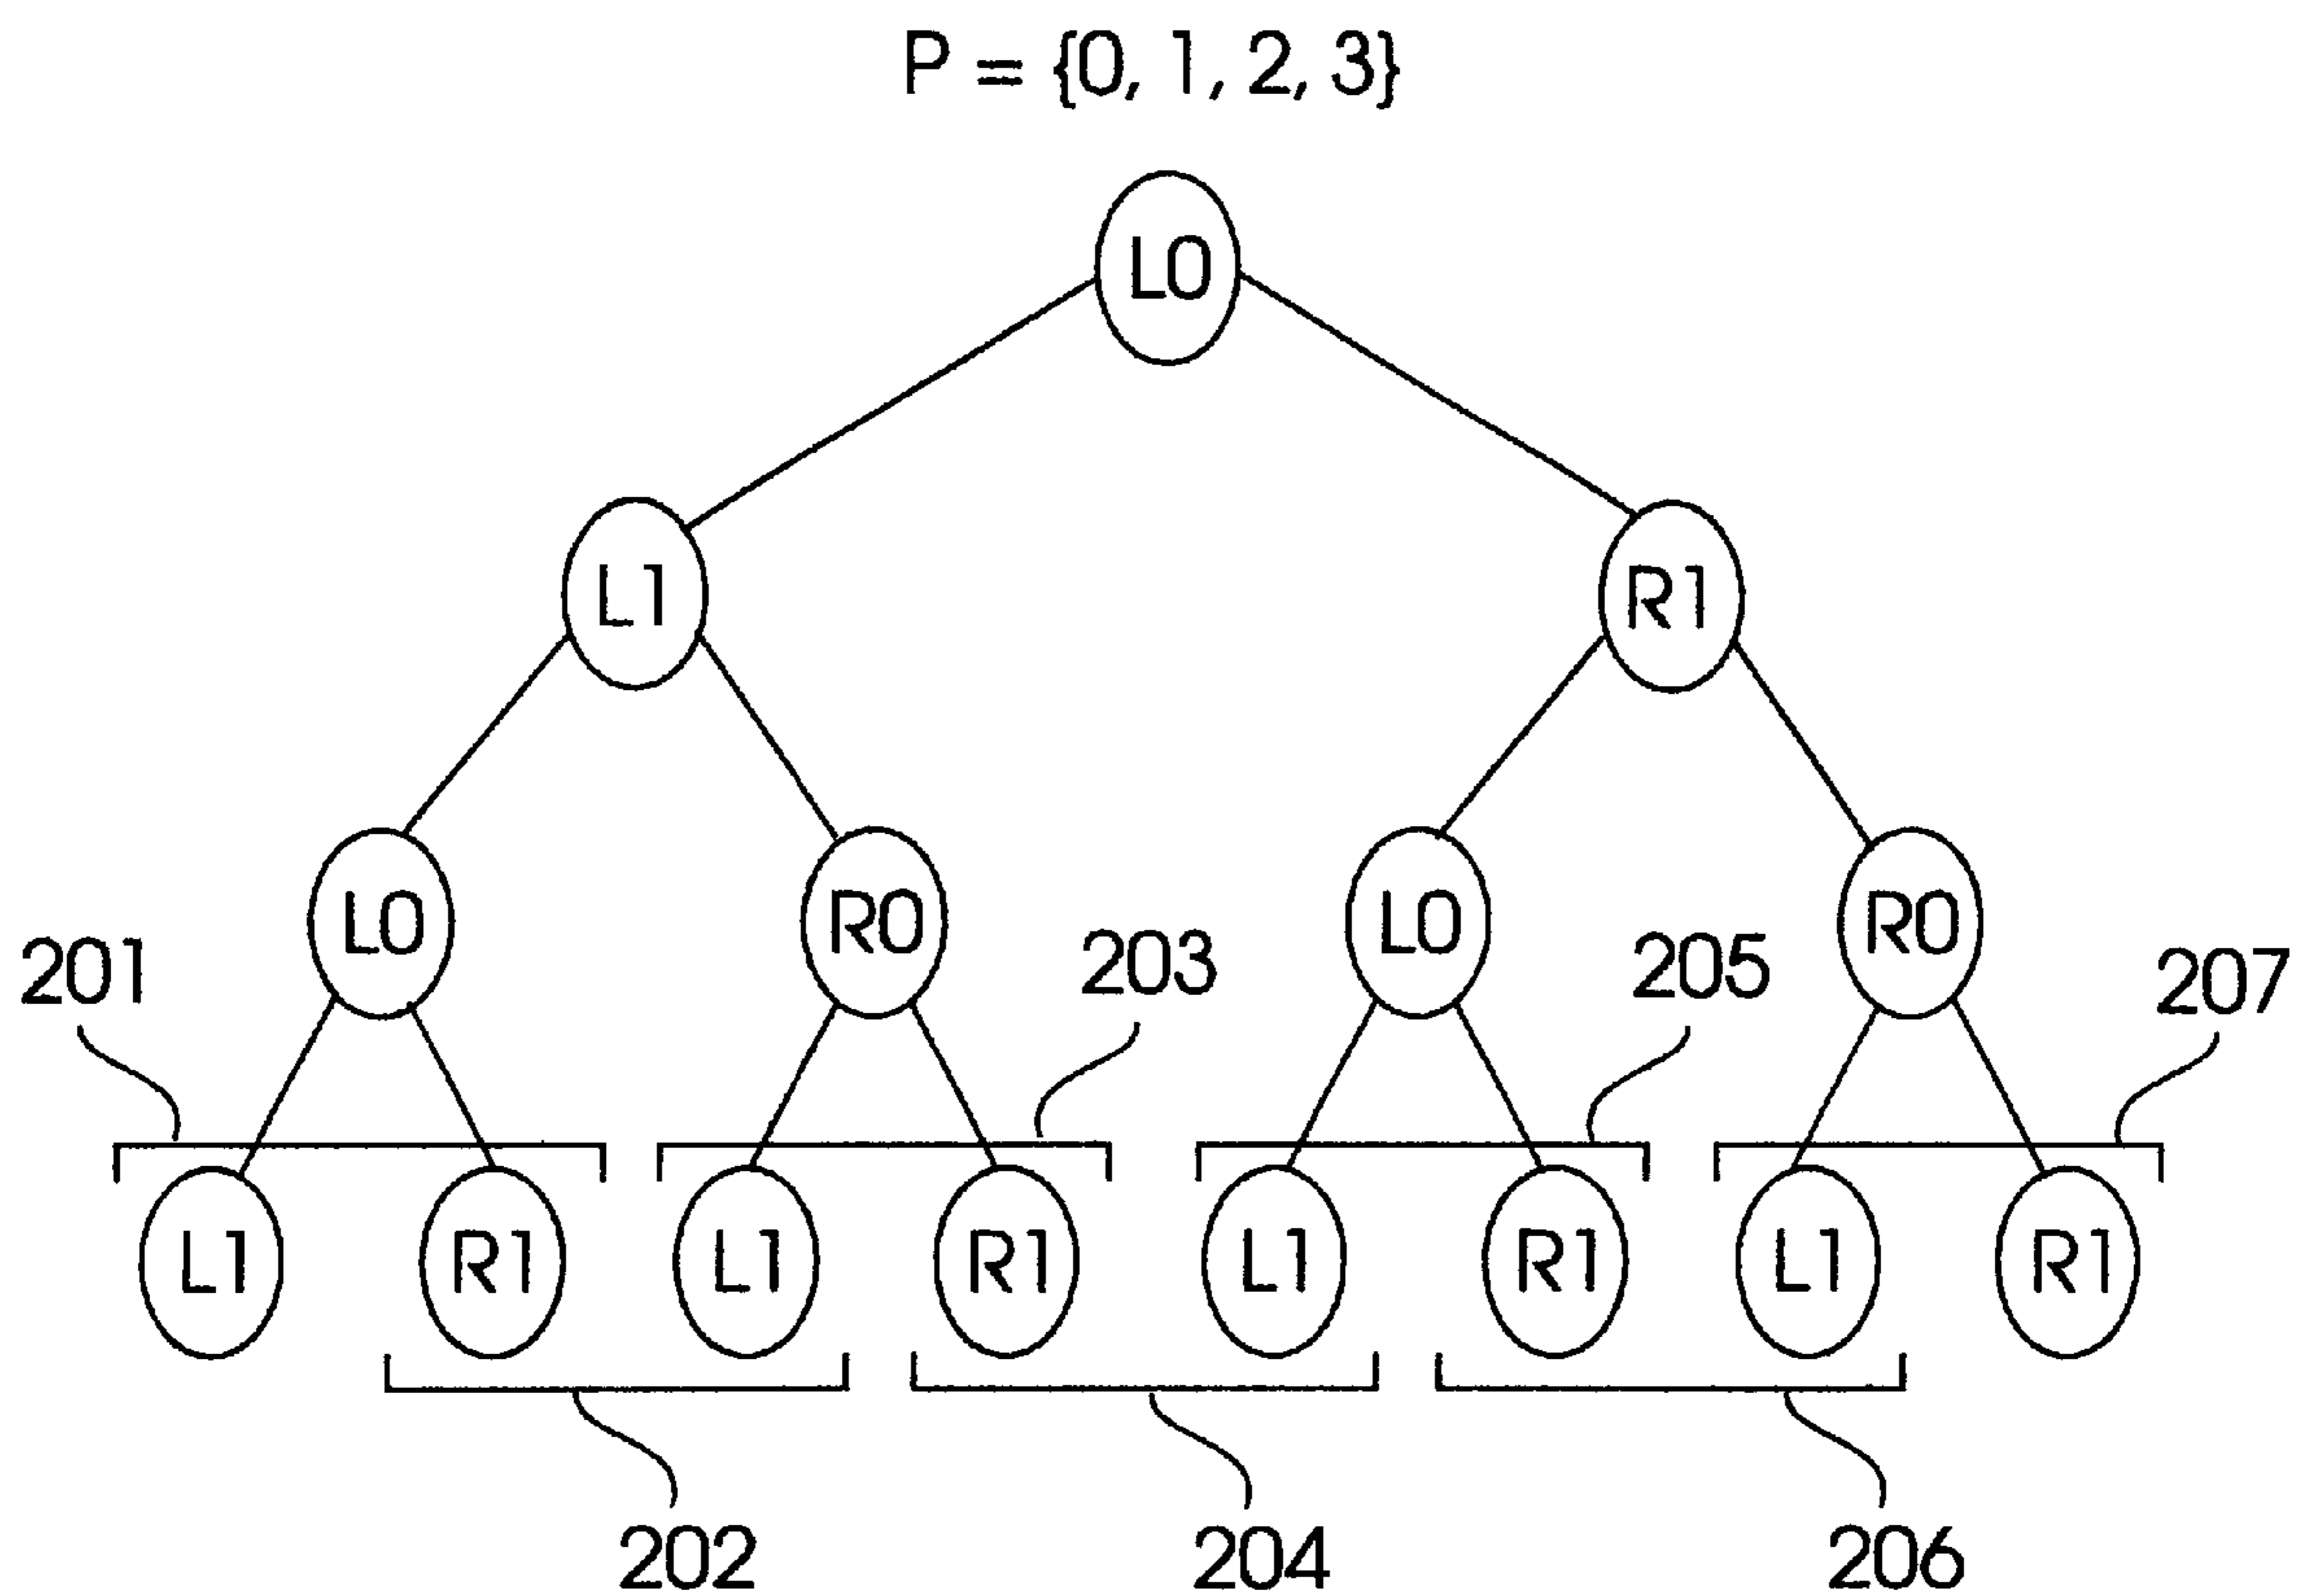 P = {0, 1, 2, 3}
L0
L1 R1
L0 R0 L0 R0
201 203 205 207
L1 R1 L1 R1 L1 R1 L1 R1
202 204 206